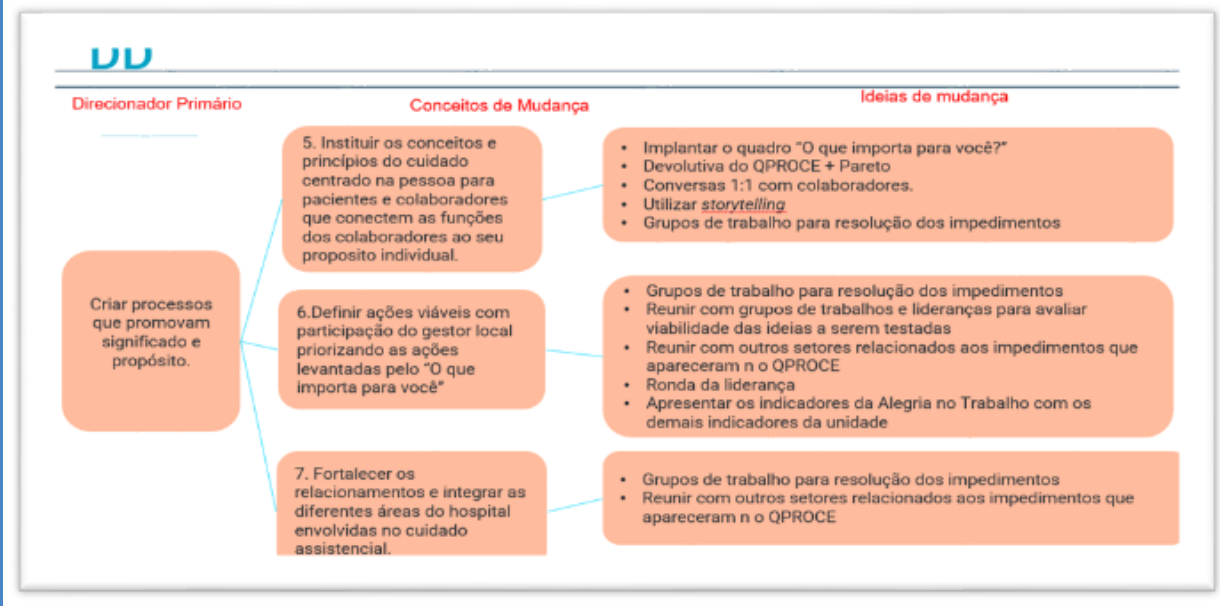 Direcionador Primário
Conceitos de Mudança
Ideias de mudança
Criar processos
que promovam
significado e
propósito.
5. Instituir os conceitos e
princípios do cuidado
centrado na pessoa para
pacientes e colaboradores
que conectem as funções
dos colaboradores ao seu
proposito individual.
• Implantar o quadro "O que importa para você?"
• Devolutiva do QPROCE + Pareto
• Conversas 1:1 com colaboradores.
• Utilizar storytelling
• Grupos de trabalho para resolução dos impedimentos
6.Definir ações viáveis com
participação do gestor local
priorizando as ações
levantadas pelo "O que
importa para você"
• Grupos de trabalho para resolução dos impedimentos
• Reunir com grupos de trabalhos e lideranças para avaliar
viabilidade das ideias a serem testadas
• Reunir com outros setores relacionados aos impedimentos que
apareceram n o QPROCE
• Ronda da liderança
• Apresentar os indicadores da Alegria no Trabalho com os
demais indicadores da unidade
7. Fortalecer os
relacionamentos e integrar as
diferentes áreas do hospital
envolvidas no cuidado
assistencial.
• Grupos de trabalho para resolução dos impedimentos
• Reunir com outros setores relacionados aos impedimentos que
apareceram n o QPROCE